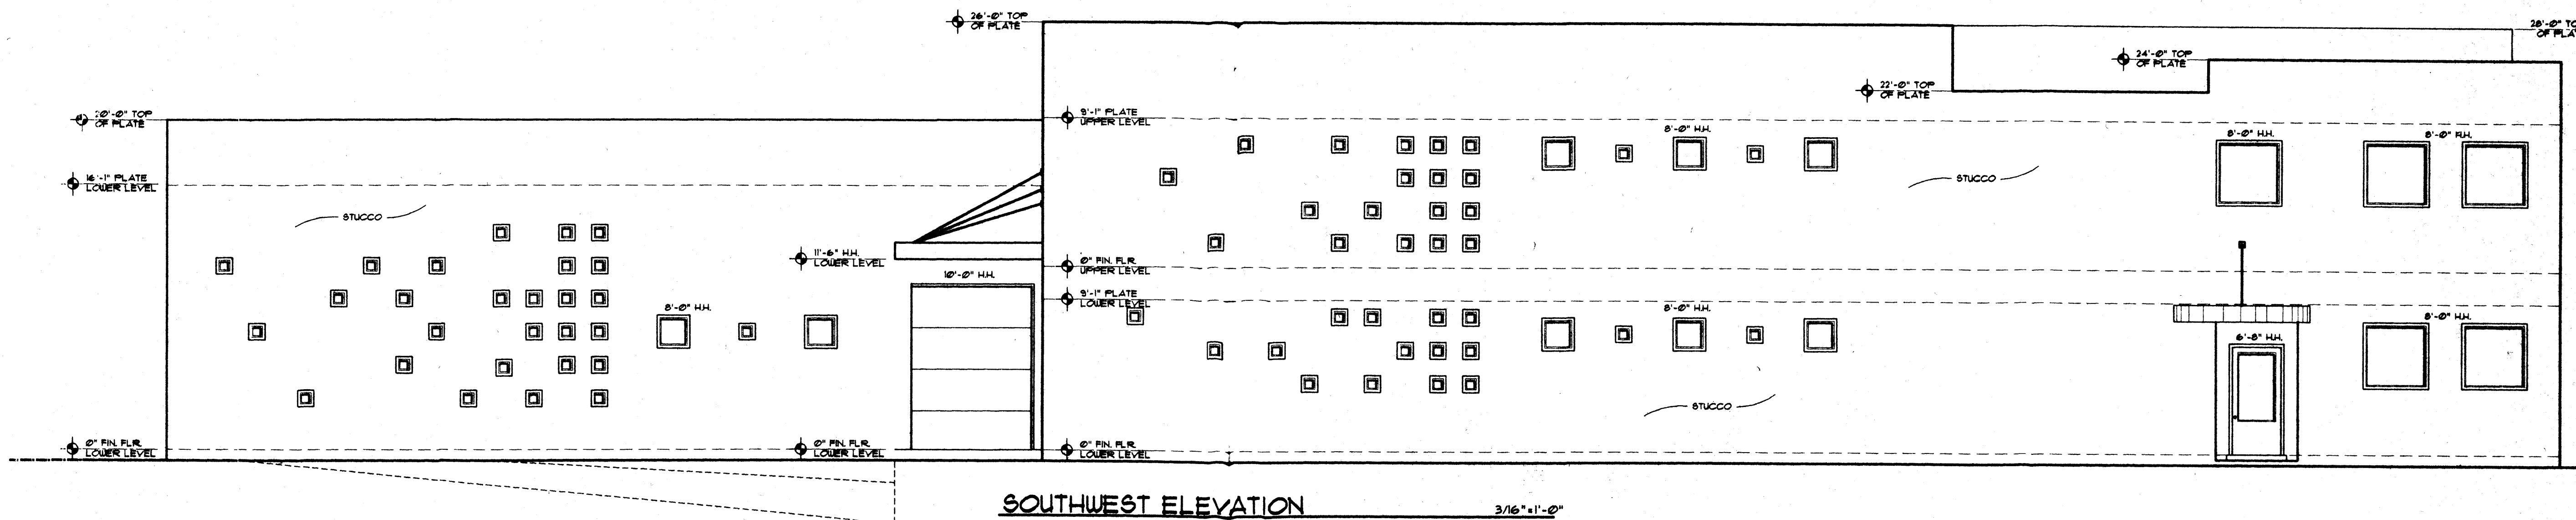 26'-0" TOP
OF PLATE
28'-0" TO
OF PLA
24'-0" TOP
OF PLATE
22'-0" TOP
OF PLATE
20'-0" TOP
OF PLATE
9'-1" PLATE
UPPER LEVEL
8'-0" H.H.
8'-0" H.H.
8'-0" H.H.
16'-1" PLATE
LOWER LEVEL
STUCCO
STUCCO
11'-6" H.H.
LOWER LEVEL
0" FIN. FLR.
UPPER LEVEL
10'-0" H.H.
9'-1" PLATE
LOWER LEVEL
8'-0" H.H.
8'-0" H.H.
8'-0" H.H.
6'-8" H.H.
STUCCO
0" FIN. FLR.
LOWER LEVEL
0" FIN. FLR.
LOWER LEVEL
0" FIN. FLR.
LOWER LEVEL
SOUTHWEST ELEVATION
3/16"=1'-0"